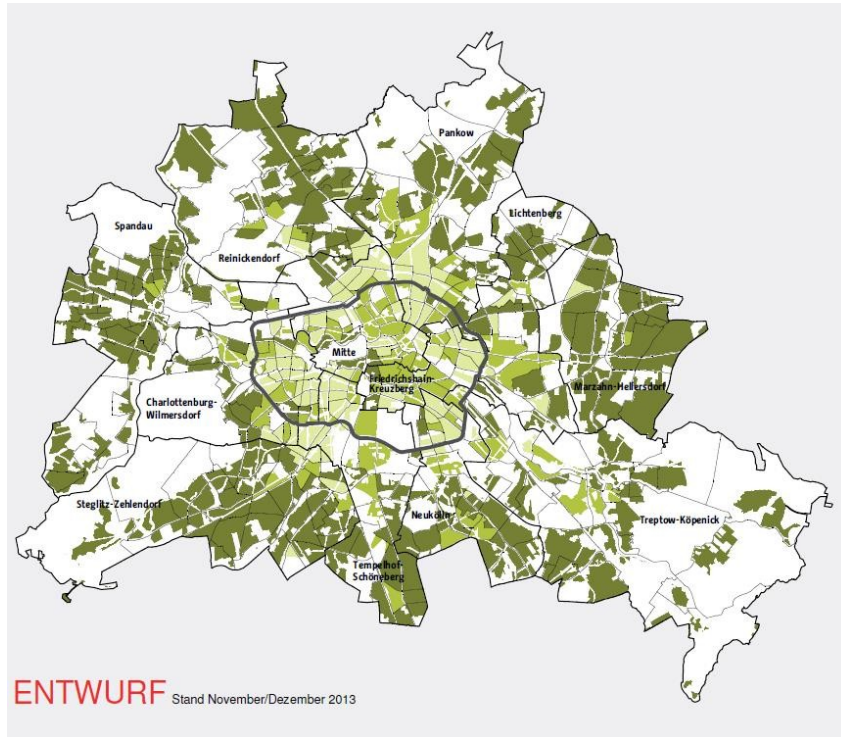 Pankow
Lichtenberg
Spandau
Reinickendorf
Mitte
Friedrichshain-
Kreuzberg
Marzahn-Hellersdorf
Charlottenburg-
Wilmersdorf
Steglitz-Zehlendorf
Neukölln
Treptow-Köpenick
Tempelhof-
Schöneberg
ENTWURF Stand November/Dezember 2013